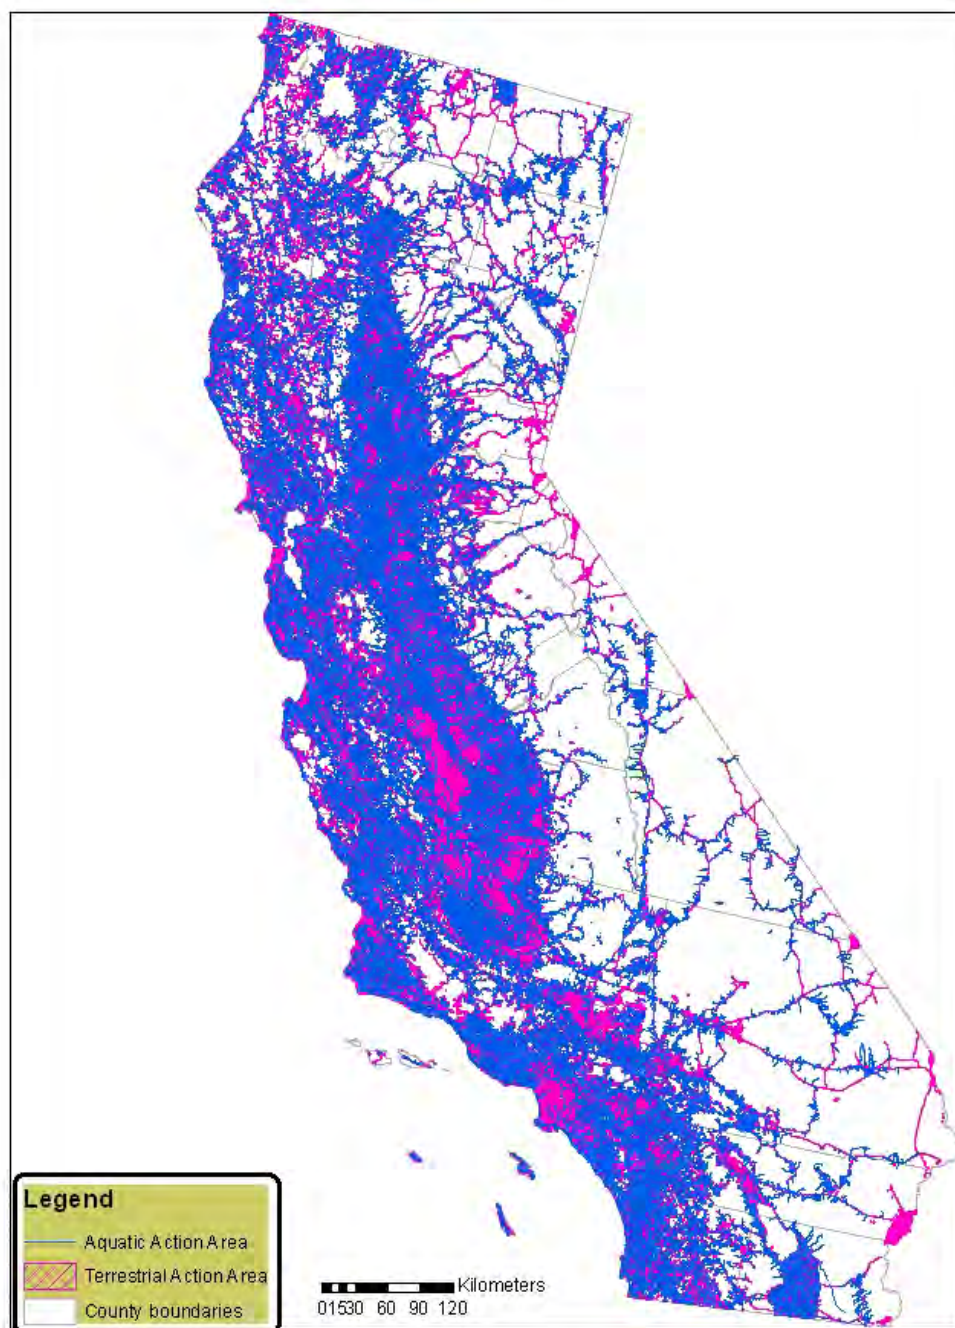 Legend
Aquatic Action Area
Terrestrial Action Area
County boundaries
Kilometers
01530 60 90 120